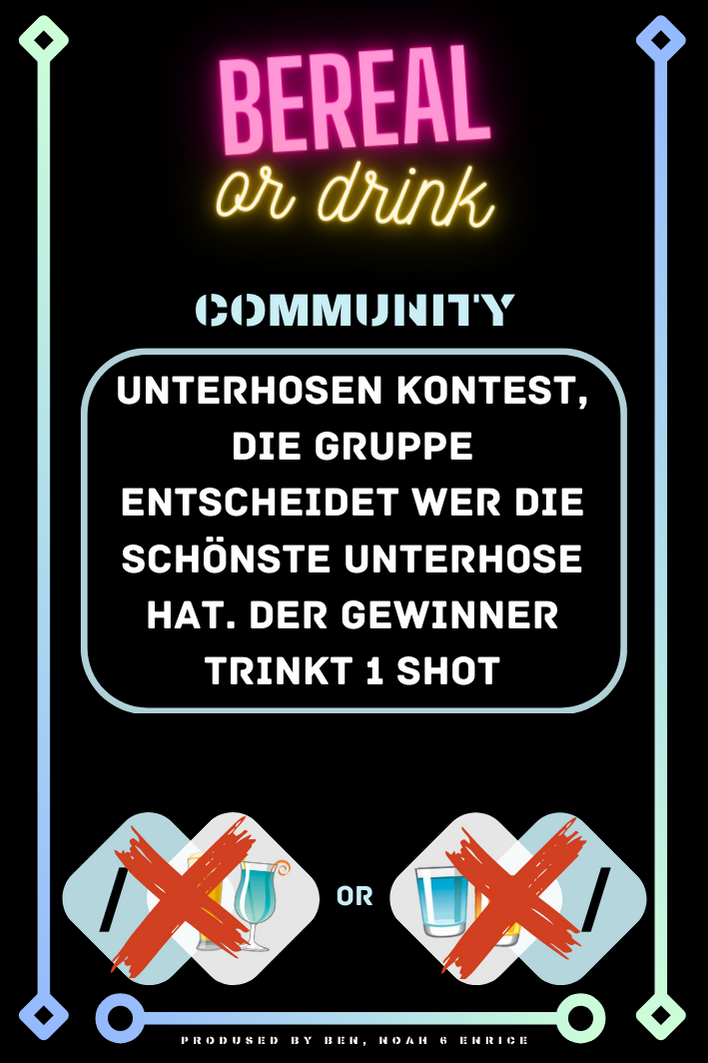 BEREAL
or drink
COMMUNITY
UNTERHOSEN KONTEST,
DIE GRUPPE
ENTSCHEIDET WER DIE
SCHÖNSTE UNTERHOSE
HAT. DER GEWINNER
TRINKT 1 SHOT
/ OR /
PRODUSED BY BEN, NOAH 6 ENRICE